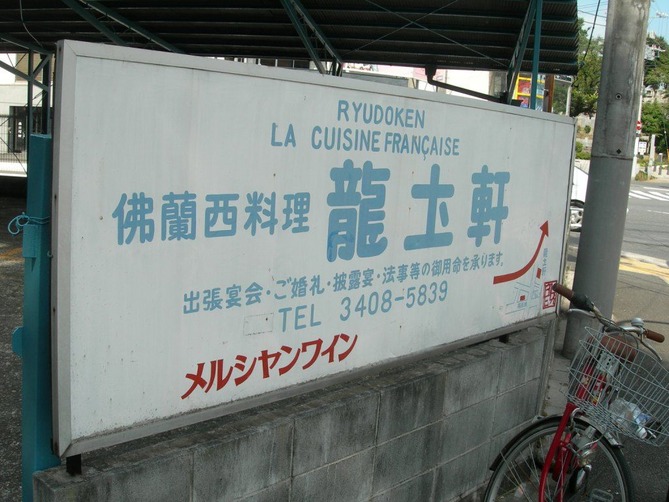 RYUDOKEN
LA CUISINE FRANÇAISE
佛蘭西料理 龍土軒
出張宴会・ご婚礼・披露宴・法事等の御用命を承ります。
TEL 3408-5839
メルシャンワイン